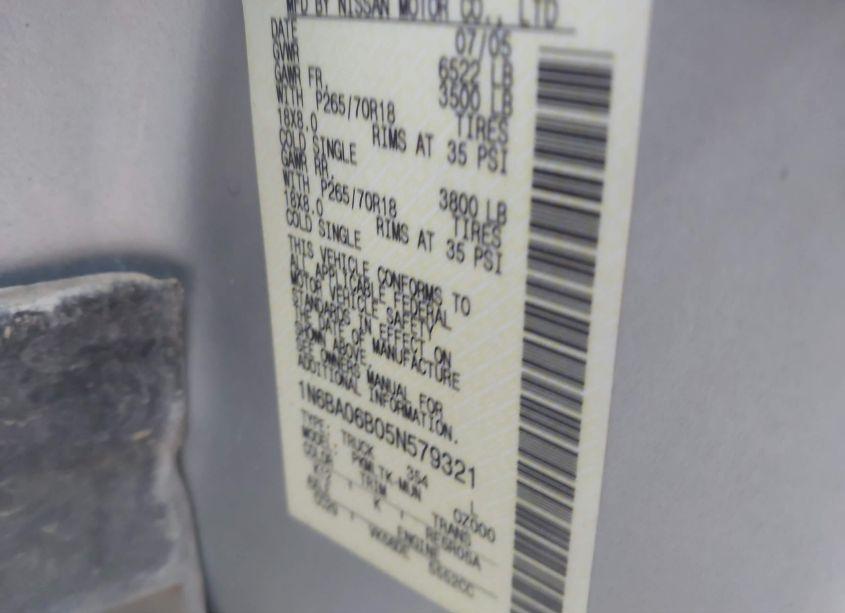 MFD BY NISSAN MOTOR CO., LTD
DATE 07/05
GVWR 6522 LB
GAWR FR. 3500 LB
WITH P265/70R18 TIRES
18X8.0 RIMS AT 35 PSI
COLD SINGLE
GAWR RR. 3800 LB
WITH P265/70R18 TIRES
18X8.0 RIMS AT 35 PSI
COLD SINGLE
THIS VEHICLE CONFORMS TO
ALL APPLICABLE FEDERAL
MOTOR VEHICLE SAFETY
STANDARDS IN EFFECT ON
THE DATE OF MANUFACTURE
SHOWN ABOVE.
SEE OWNERS MANUAL FOR
ADDITIONAL INFORMATION.
1N6BA06B05N579321
TYPE: TRUCK 354
MODEL:
COLOR TRIM TRANS
K
ENGINE
5552CC